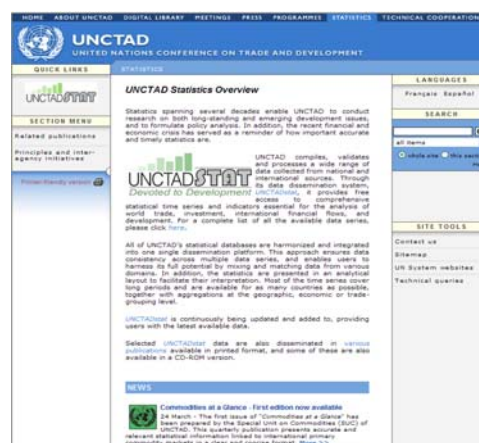 HOME ABOUT UNCTAD DIGITAL LIBRARY MEETINGS PRESS PROGRAMMES STATISTICS TECHNICAL COOPERATION
UNCTAD
UNITED NATIONS CONFERENCE ON TRADE AND DEVELOPMENT
QUICK LINKS
STATISTICS
UNCTADSTAT
SECTION MENU
Related publications
Principles and inter-
agency initiatives
Printer-friendly version
UNCTAD Statistics Overview
Statistics spanning several decades enable UNCTAD to conduct
research on both long-standing and emerging development issues,
and to formulate policy analysis. In addition, the recent financial and
economic crisis has served as a reminder of how important accurate
and timely statistics are.
UNCTADSTAT
Devoted to Development
UNCTAD compiles, validates
and processes a wide range of
data collected from national and
international sources. Through
its data dissemination system,
UNCTADstat, it provides free
access to comprehensive
statistical time series and indicators essential for the analysis of
world trade, investment, international financial flows, and
development. For a complete list of all the available data series,
please click here.
All of UNCTAD's statistical databases are harmonized and integrated
into one single dissemination platform. This approach ensures data
consistency across multiple data series, and enables users to
harness its full potential by mixing and matching data from various
domains. In addition, the statistics are presented in an analytical
layout to facilitate their interpretation. Most of the time series cover
long periods and are available for as many countries as possible,
together with aggregations at the geographic, economic or trade-
grouping level.
UNCTADstat is continuously being updated and added to, providing
users with the latest available data.
Selected UNCTADstat data are also disseminated in various
publications available in printed format, and some of these are also
available in a CD-ROM version.
NEWS
Commodities at a Glance - First edition now available
24 March - The first issue of "Commodities at a Glance" has
been prepared by the Special Unit on Commodities (SUC) of
UNCTAD. This quarterly publication presents accurate and
relevant statistical information linked to international primary
LANGUAGES
Français Español
SEARCH
all items
whole site this section
SITE TOOLS
Contact us
Sitemap
UN System websites
Technical queries